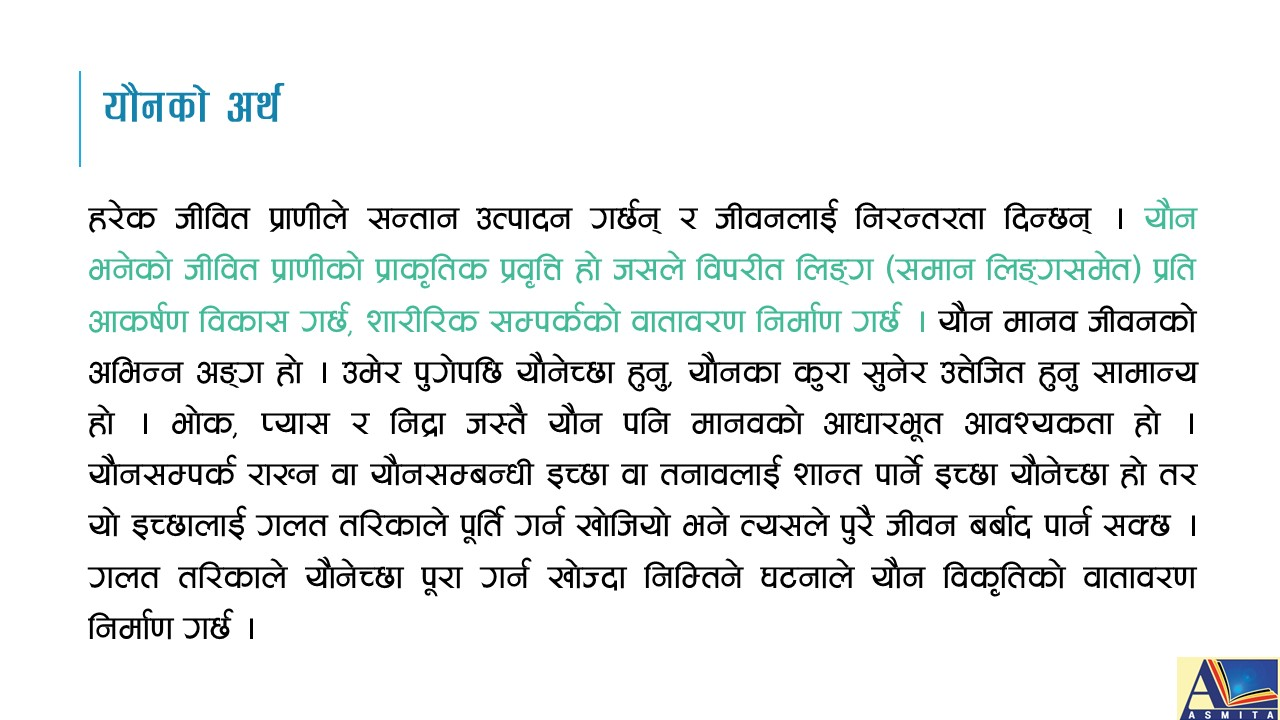 यौनको अर्थ
हरेक जीवित प्राणीले सन्तान उत्पादन गर्छन् र जीवनलाई निरन्तरता दिन्छन् । यौन
भनेको जीवित प्राणीको प्राकृतिक प्रवृत्ति हो जसले विपरीत लिङ्ग (समान लिङ्गसमेत) प्रति
आकर्षण विकास गर्छ, शारीरिक सम्पर्कको वातावरण निर्माण गर्छ । यौन मानव जीवनको
अभिन्न अङ्ग हो । उमेर पुगेपछि यौनेच्छा हुनु, यौनका कुरा सुनेर उत्तेजित हुनु सामान्य
हो । भोक, प्यास र निद्रा जस्तै यौन पनि मानवको आधारभूत आवश्यकता हो ।
यौनसम्पर्क राख्न वा यौनसम्बन्धी इच्छा वा तनावलाई शान्त पार्ने इच्छा यौनेच्छा हो तर
यो इच्छालाई गलत तरिकाले पूर्ति गर्न खोजियो भने त्यसले पुरै जीवन बर्बाद पार्न सक्छ ।
गलत तरिकाले यौनेच्छा पूरा गर्न खोज्दा निम्तिने घटनाले यौन विकृतिको वातावरण
निर्माण गर्छ ।
ASMITA